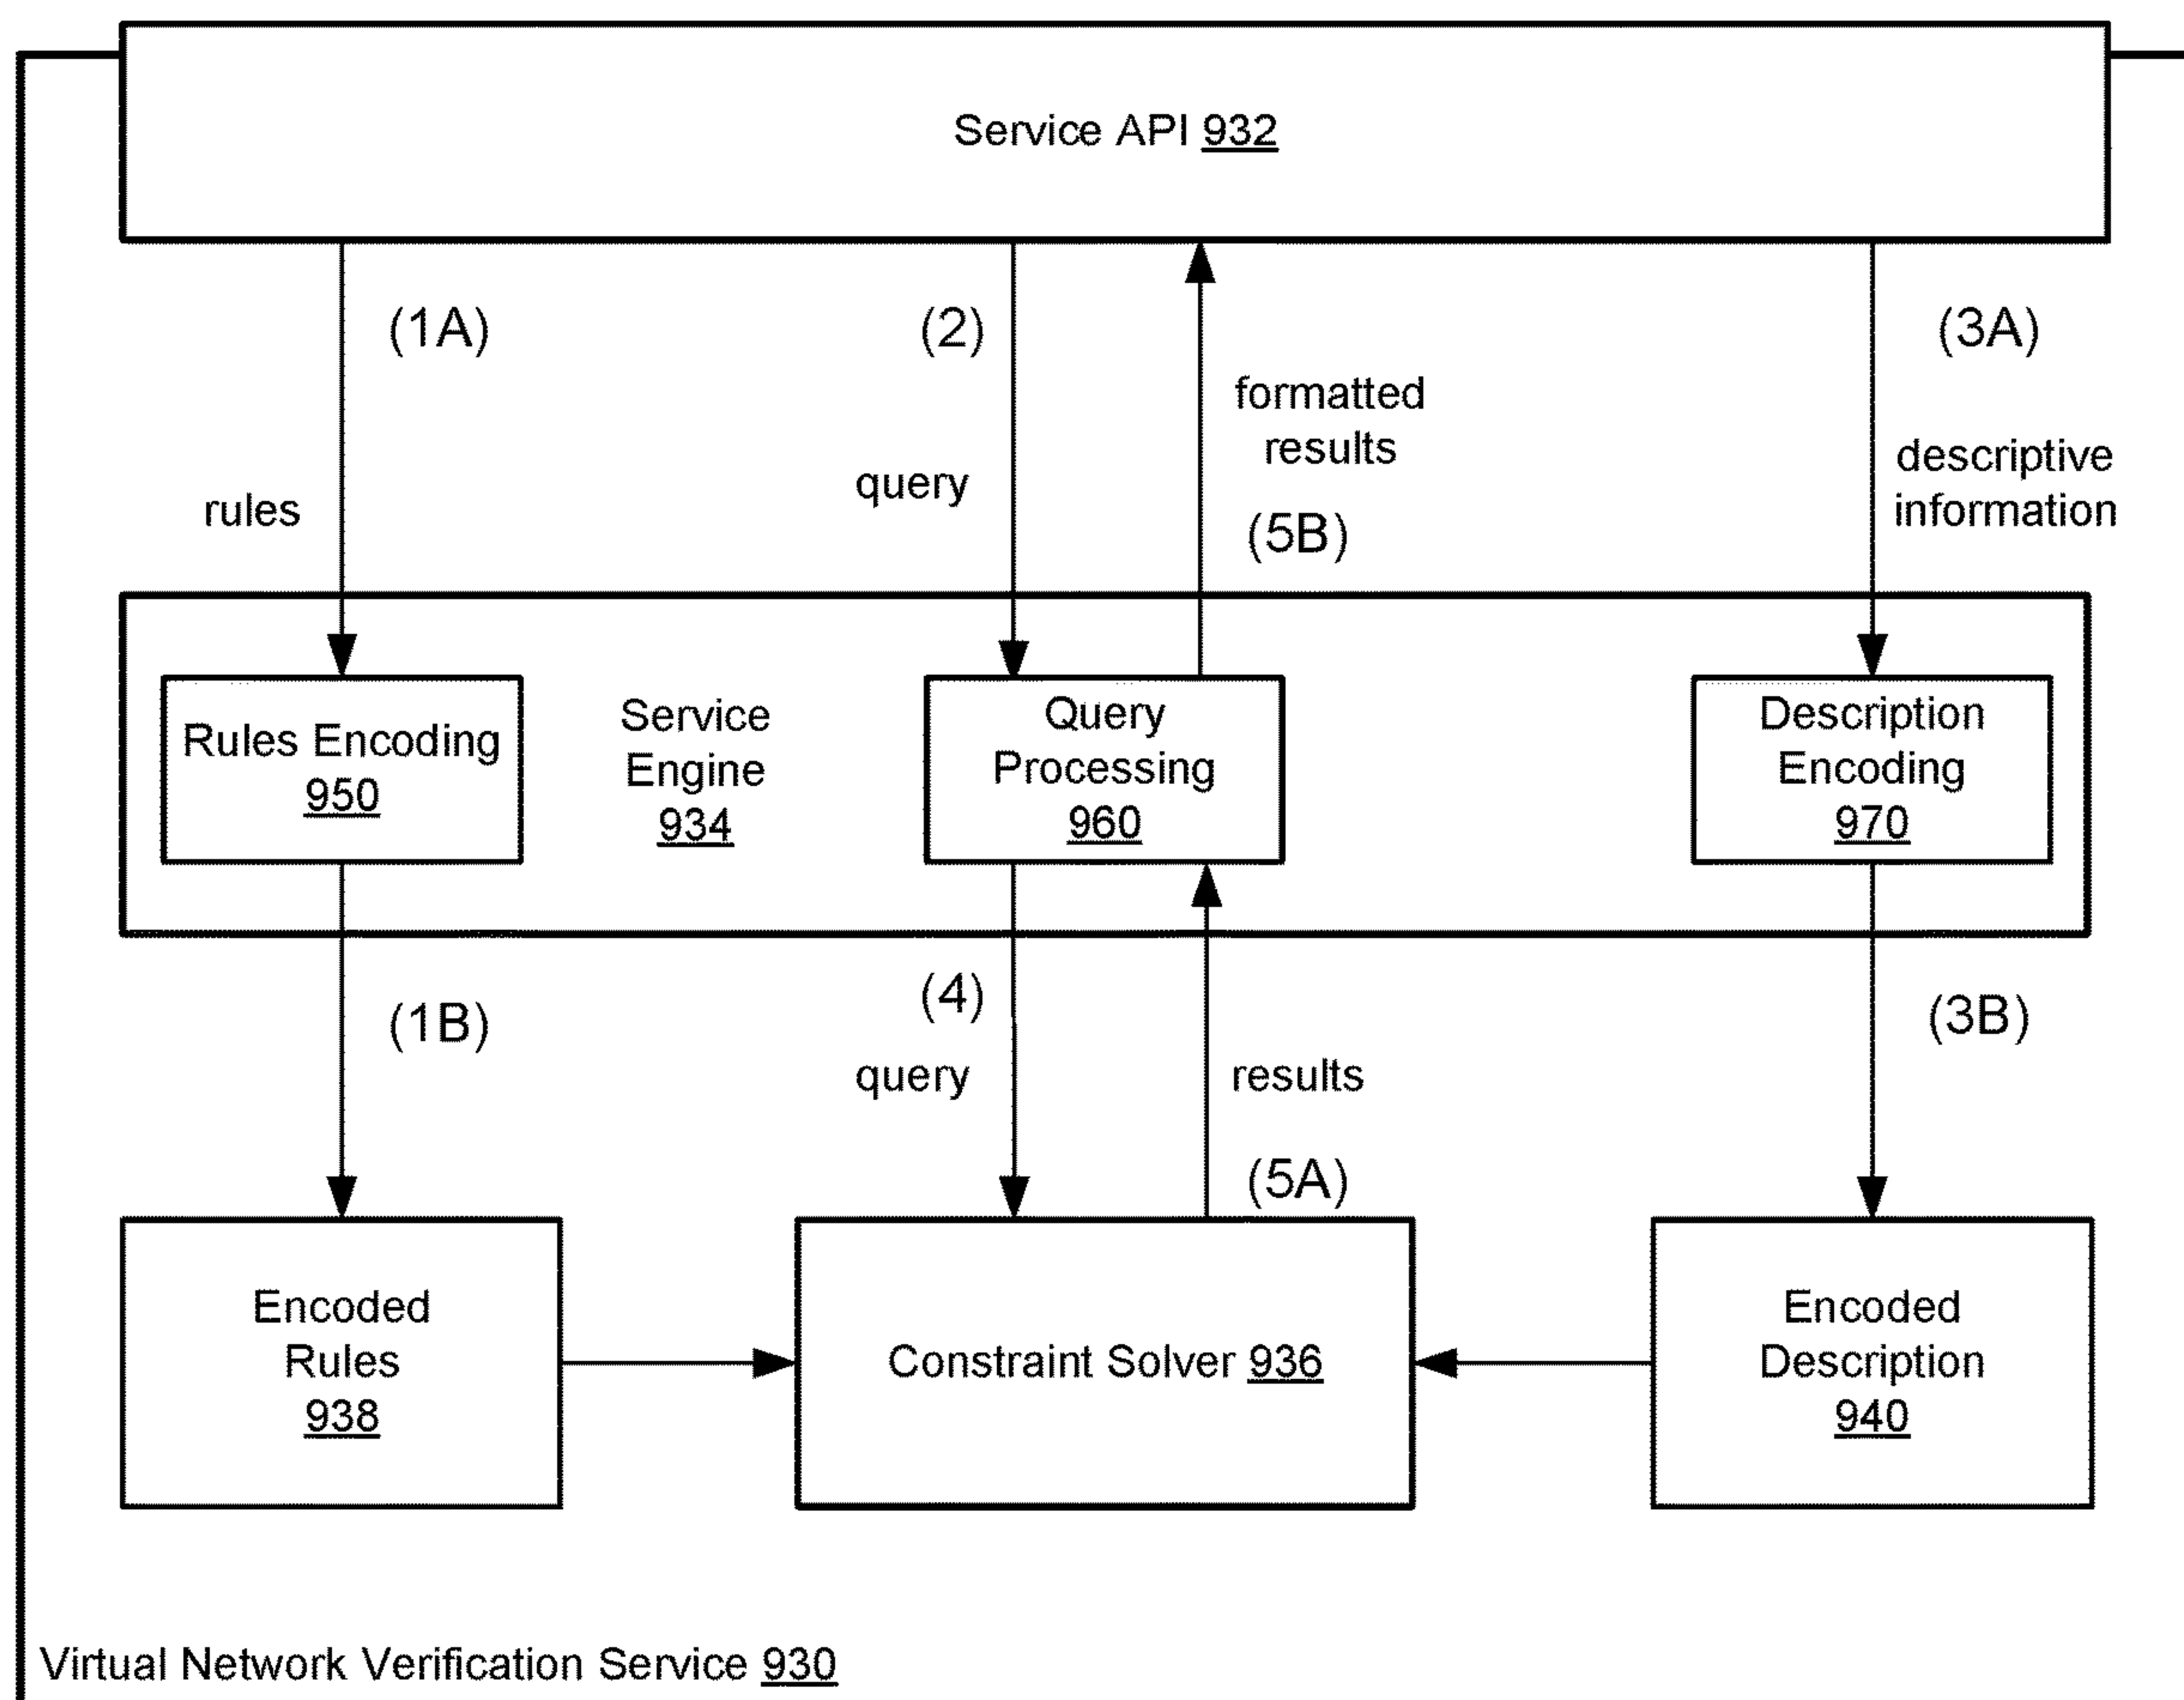 Service API 932
(1A)
(2)
(3A)
formatted
results
descriptive
information
query
rules
(5B)
Rules Encoding
950
Service
Engine
934
Query
Processing
960
Description
Encoding
970
(1B)
(4)
(3B)
query
results
(5A)
Encoded
Rules
938
Constraint Solver 936
Encoded
Description
940
Virtual Network Verification Service 930